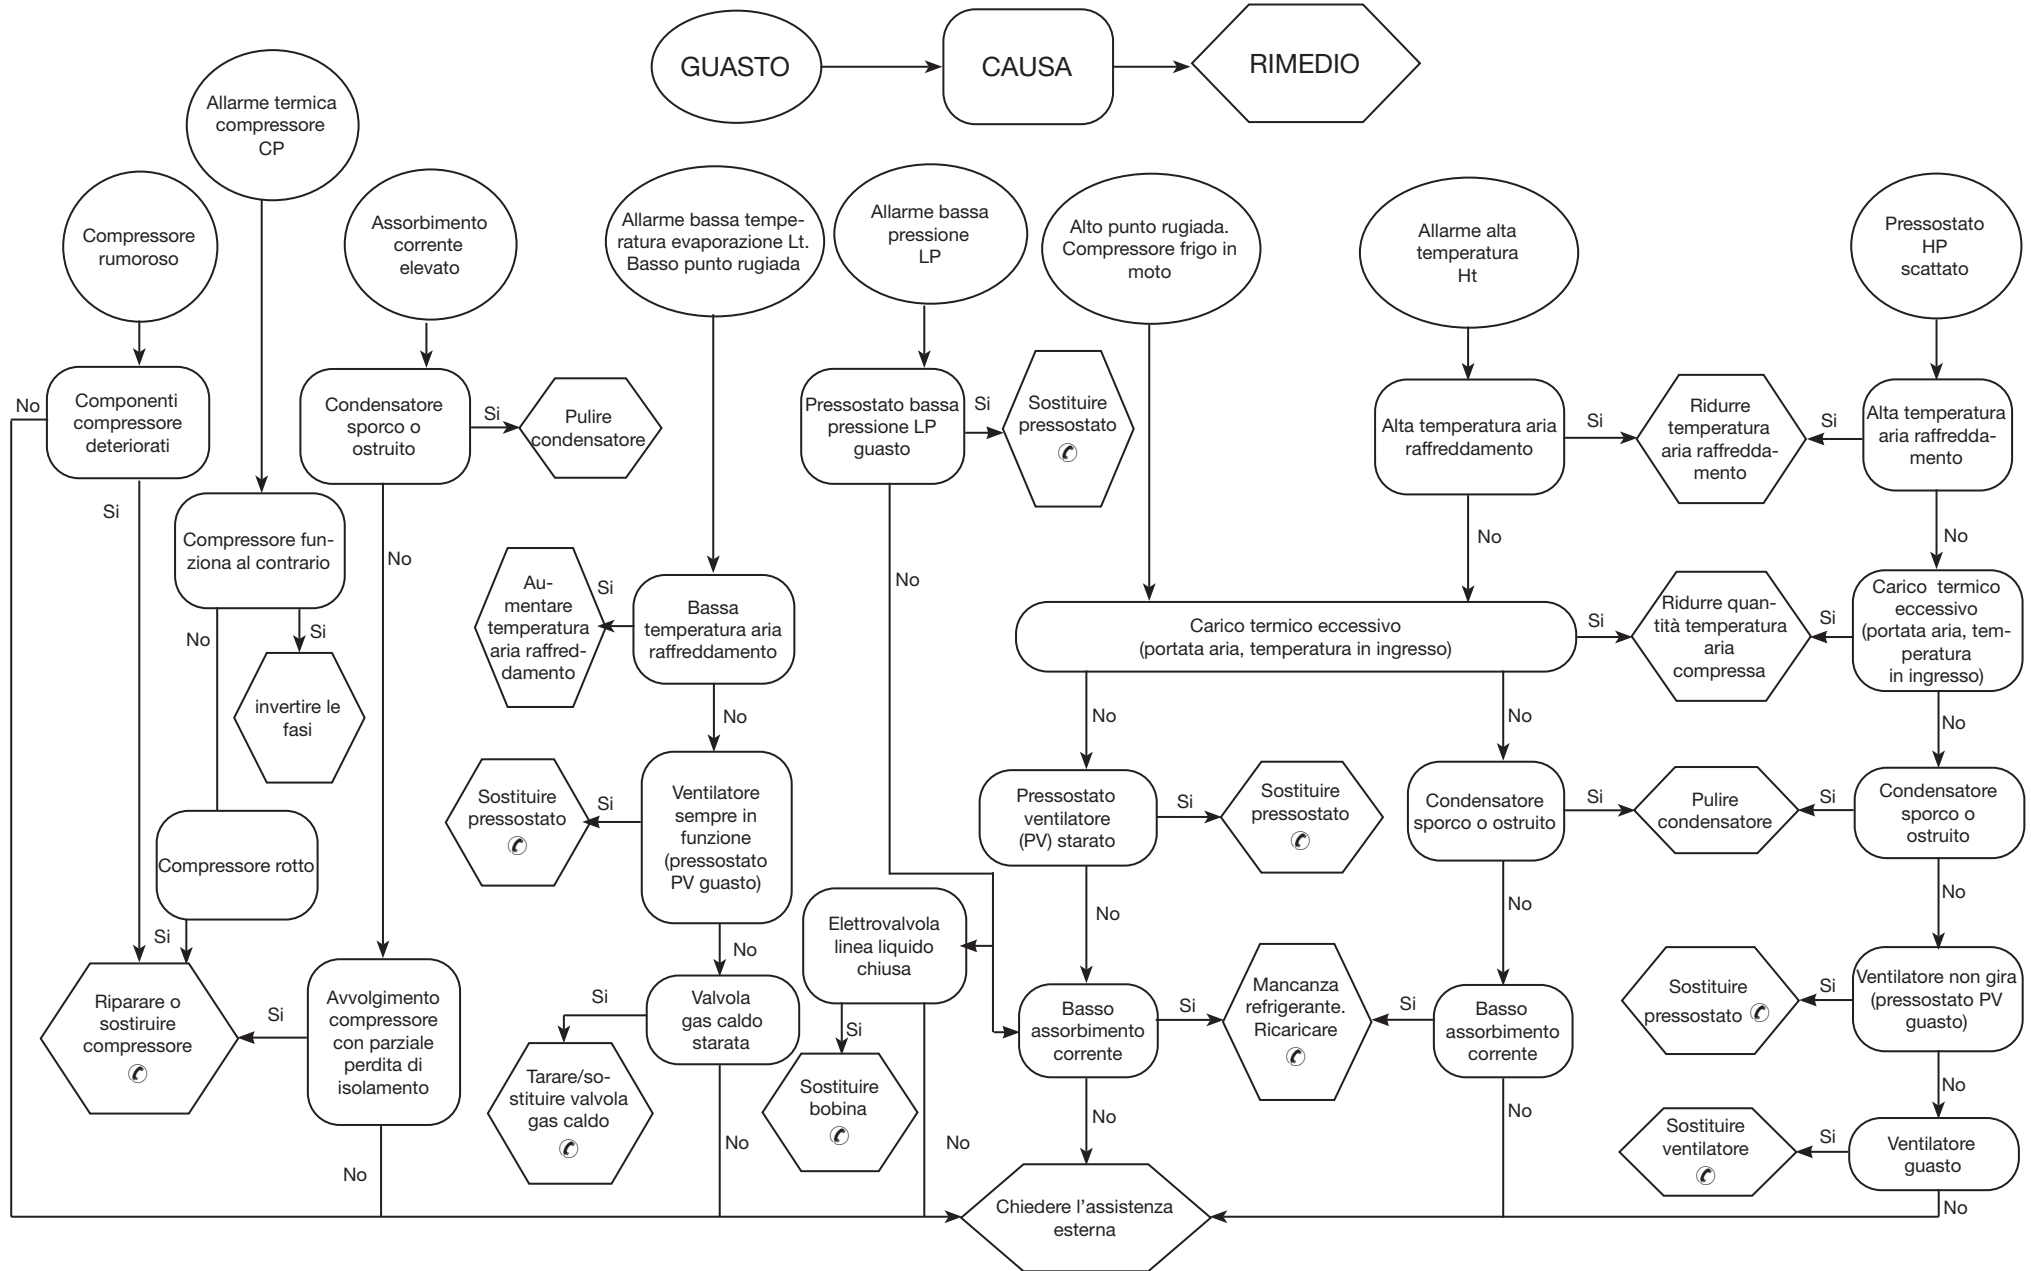 GUASTO
CAUSA
RIMEDIO
Allarme termica
compressore
CP
Compressore
rumoroso
Assorbimento
corrente
elevato
Allarme bassa tempe-
ratura evaporazione Lt.
Basso punto rugiada
Allarme bassa
pressione
LP
Alto punto rugiada.
Compressore frigo in
moto
Allarme alta
temperatura
Ht
Pressostato
HP
scattato
No
Componenti
compressore
deteriorati
Si
Condensatore
sporco o
ostruito
Si
Pulire
condensatore
Pressostato bassa
pressione LP
guasto
Si
Sostituire
pressostato
Alta temperatura aria
raffreddamento
Si
Ridurre
temperatura
aria raffredda-
mento
Si
Alta temperatura
aria raffredda-
mento
Compressore fun-
ziona al contrario
No
Si
invertire le
fasi
No
No
No
No
Au-
mentare
temperatura
aria raffred-
damento
Si
Bassa
temperatura aria
raffreddamento
Carico termico eccessivo
(portata aria, temperatura in ingresso)
Si
Ridurre quan-
tità temperatura
aria
compressa
Si
Carico termico
eccessivo
(portata aria, tem-
peratura
in ingresso)
No
No
No
No
Sostituire
pressostato
Si
Ventilatore
sempre in
funzione
(pressostato
PV guasto)
Pressostato
ventilatore
(PV) starato
Si
Sostituire
pressostato
Condensatore
sporco o ostruito
Si
Pulire
condensatore
Si
Condensatore
sporco o
ostruito
Compressore rotto
Si
No
Elettrovalvola
linea liquido
chiusa
No
No
No
Riparare o
sostiruire
compressore
Si
Avvolgimento
compressore
con parziale
perdita di
isolamento
Si
Valvola
gas caldo
starata
Tarare/so-
stituire valvola
gas caldo
Si
Sostituire
bobina
Basso
assorbimento
corrente
Si
Mancanza
refrigerante.
Ricaricare
Si
Basso
assorbimento
corrente
Sostituire
pressostato
Si
Ventilatore non gira
(pressostato PV
guasto)
No
No
No
No
No
No
Sostituire
ventilatore
Si
Ventilatore
guasto
No
Chiedere l'assistenza
esterna